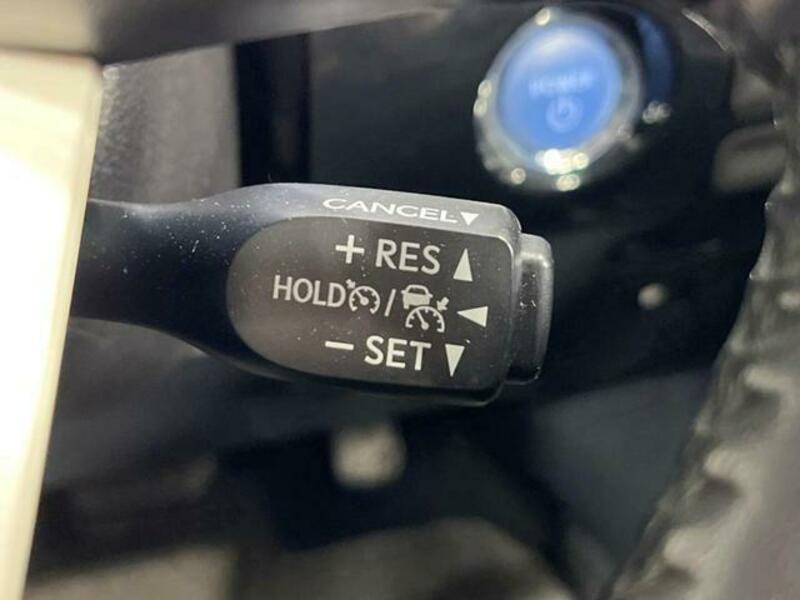 CANCEL▼
+ RES ▲
HOLD / ◀
− SET ▼
POWER